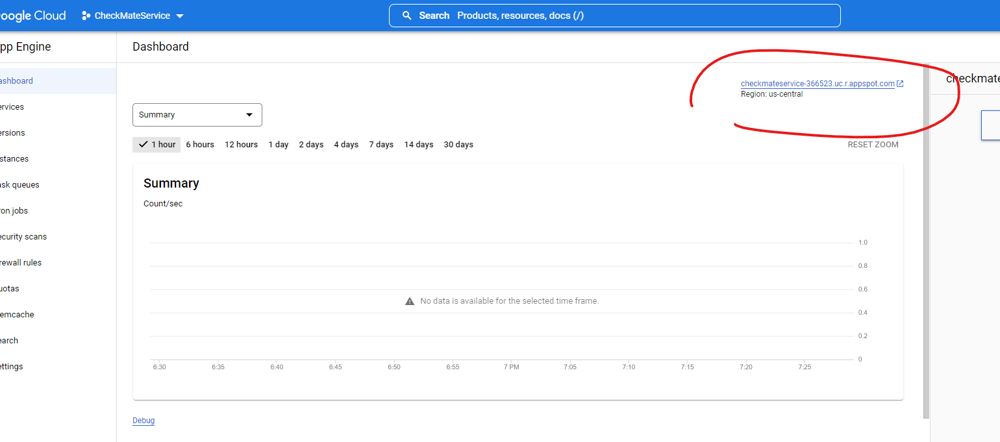 oogle Cloud
CheckMateService
Search Products, resources, docs (/)
pp Engine
Dashboard
ashboard
ervices
ersions
stances
ask queues
ron jobs
ecurity scans
rewall rules
uotas
emcache
earch
ettings
checkmateservice-366523.uc.r.appspot.com
Region: us-central
checkmate
Summary
1 hour 6 hours 12 hours 1 day 2 days 4 days 7 days 14 days 30 days
RESET ZOOM
Summary
Count/sec
1.0
0.8
0.6
No data is available for the selected time frame.
0.4
0.2
0
6:30 6:35 6:40 6:45 6:50 6:55 7 PM 7:05 7:10 7:15 7:20 7:25
Debug